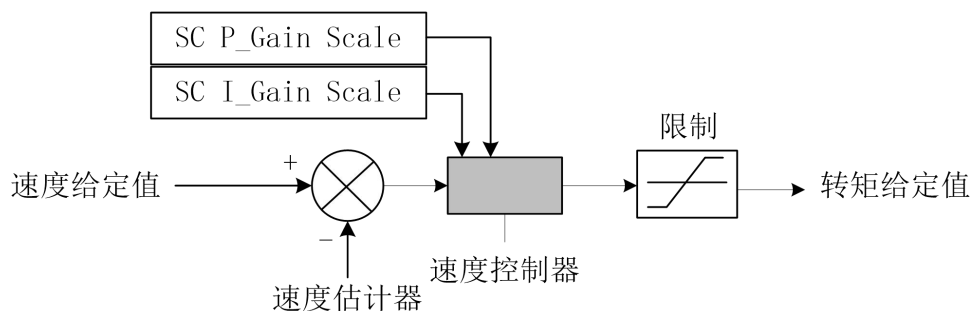 SC P_Gain Scale
SC I_Gain Scale
限制
+
速度给定值
转矩给定值
−
速度控制器
速度估计器